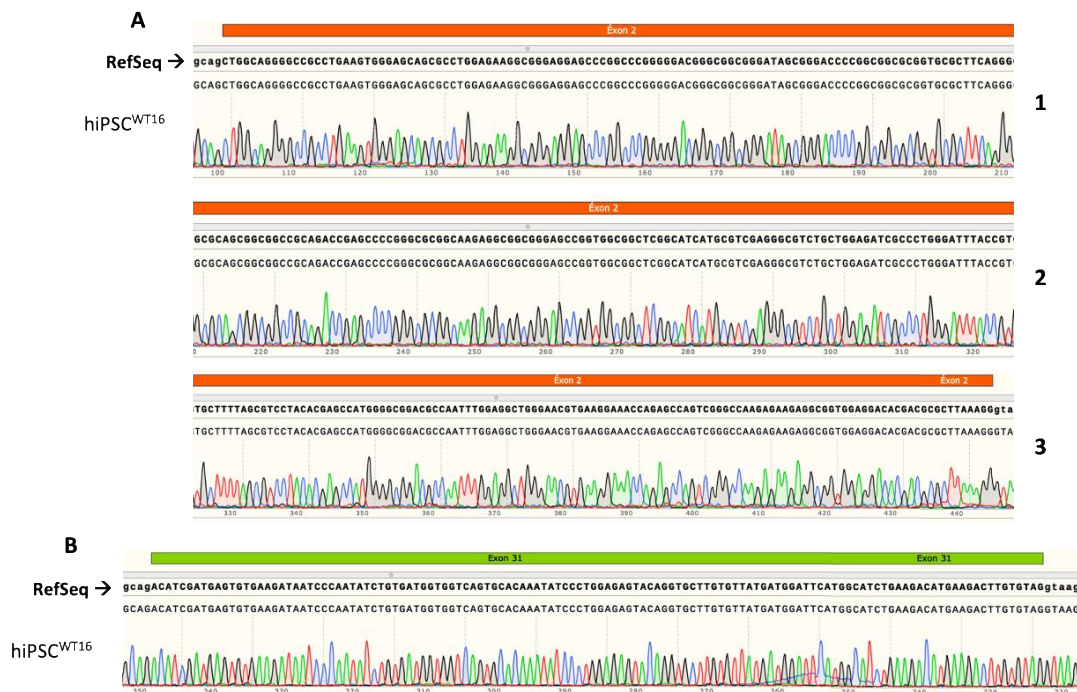 A
Éxon 2
RefSeq →
gcagCTGGCAGGGGCCGCCTGAAGTGGGAGCAGCGCCTGGAGAAGGCGGGAGGAGCCCGGCCCGGGGGACGGGCGGCGGGATAGCGGGACCCCGGCGGCGCGGTGCGCTTCAGGG
GCAGCTGGCAGGGGCCGCCTGAAGTGGGAGCAGCGCCTGGAGAAGGCGGGAGGAGCCCGGCCCGGGGGACGGGCGGCGGGATAGCGGGACCCCGGCGGCGCGGTGCGCTTCAGGG
1
hiPSCWT16
100 110 120 130 140 150 160 170 180 190 200 210
Éxon 2
GCGCAGCGGCGGCCGCAGACCGAGCCCCGGGCGCGGCAAGAGGCGGCGGGAGCCGGTGGCGGCTCGGCATCATGCGTCGAGGGCGTCTGCTGGAGATCGCCCTGGGATTTACCGT
GCGCAGCGGCGGCCGCAGACCGAGCCCCGGGCGCGGCAAGAGGCGGCGGGAGCCGGTGGCGGCTCGGCATCATGCGTCGAGGGCGTCTGCTGGAGATCGCCCTGGGATTTACCGT
2
220 230 240 250 260 270 280 290 300 310 320
Éxon 2 Éxon 2
TGCTTTTAGCGTCCTACACGAGCCATGGGGCGGACGCCAATTTGGAGGCTGGGAACGTGAAGGAAACCAGAGCCAGTCGGGCCAAGAGAAGAGGCGGTGGAGGACACGACGCGCTTAAAGGgta
TGCTTTTAGCGTCCTACACGAGCCATGGGGCGGACGCCAATTTGGAGGCTGGGAACGTGAAGGAAACCAGAGCCAGTCGGGCCAAGAGAAGAGGCGGTGGAGGACACGACGCGCTTAAAGGGTA
3
330 340 350 360 370 380 390 400 410 420 430 440
B
Exon 31 Exon 31
RefSeq →
gcagACATCGATGAGTGTGAAGATAATCCCAATATCTGTGATGGTGGTCAGTGCACAAATATCCCTGGAGAGTACAGGTGCTTGTGTTATGATGGATTCATGGCATCTGAAGACATGAAGACTTGTGTAGgtaag
GCAGACATCGATGAGTGTGAAGATAATCCCAATATCTGTGATGGTGGTCAGTGCACAAATATCCCTGGAGAGTACAGGTGCTTGTGTTATGATGGATTCATGGCATCTGAAGACATGAAGACTTGTGTAGGTAAG
hiPSCWT16